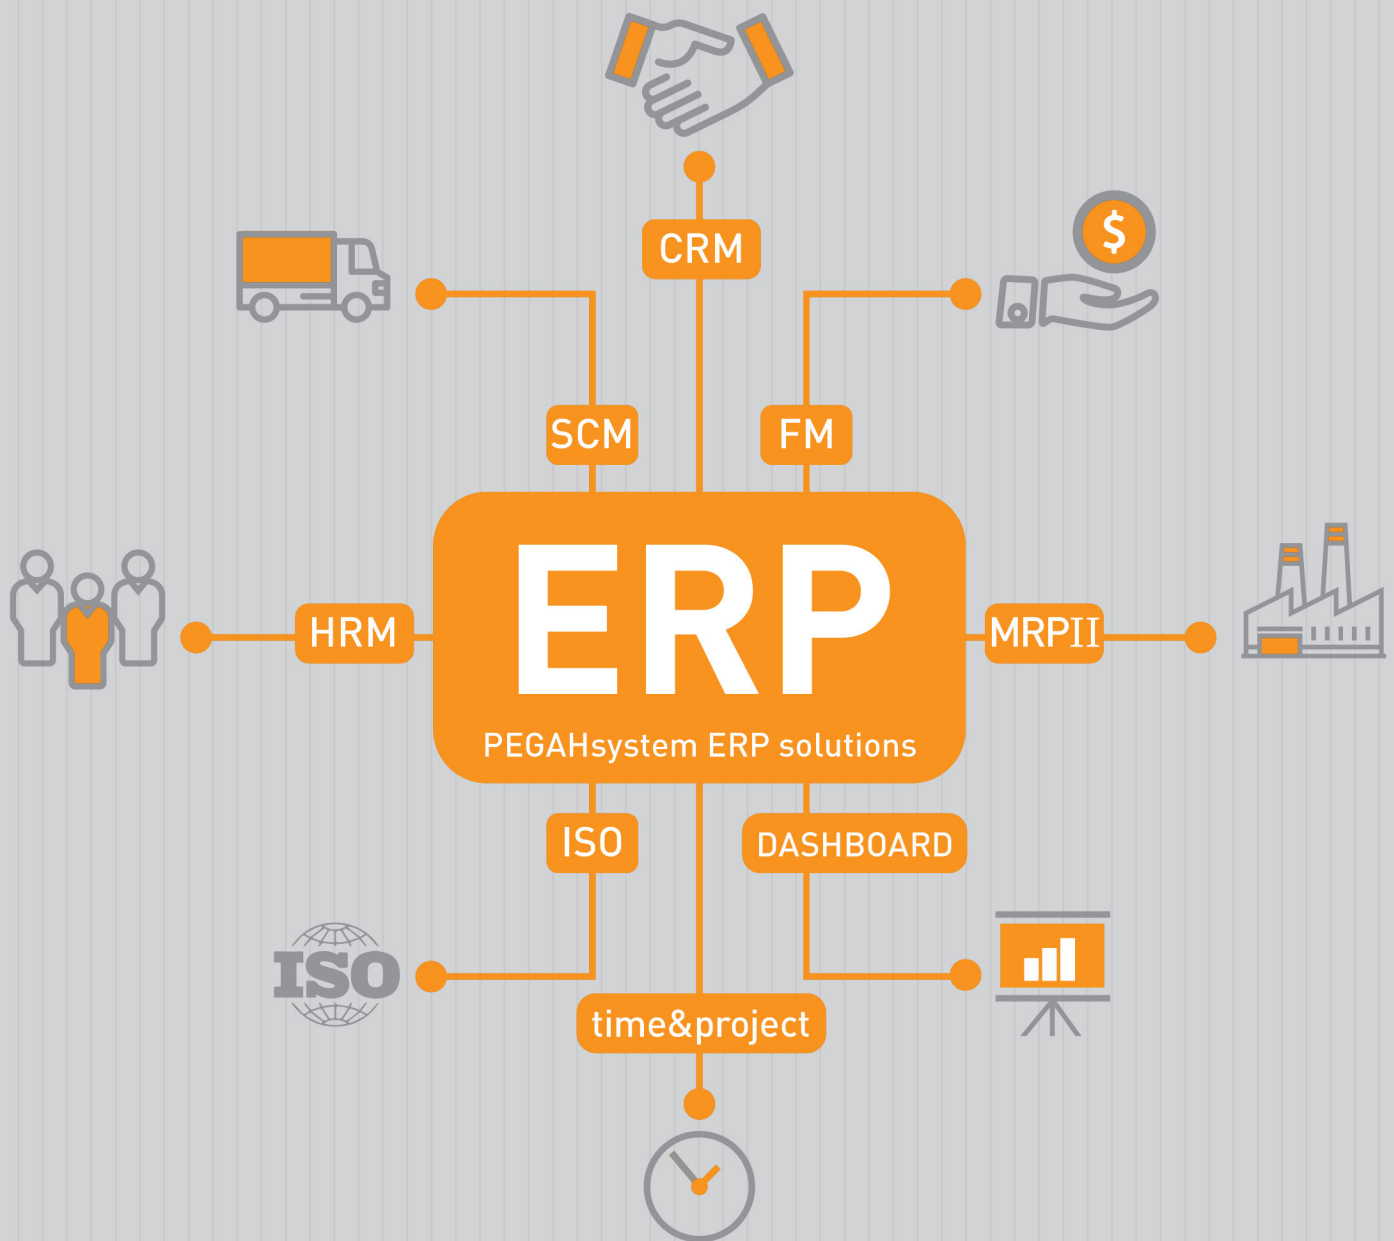 CRM
$
SCM
FM
ERP
HRM
MRPII
PEGAHsystem ERP solutions
ISO
DASHBOARD
ISO
time&project